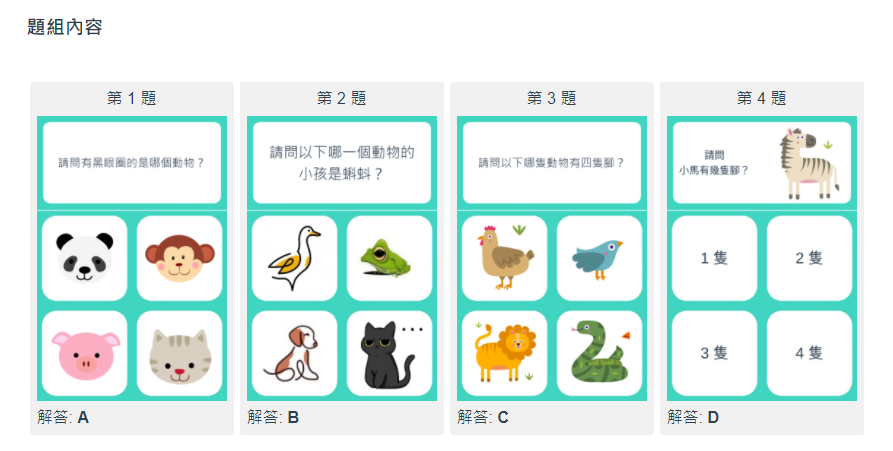 題組內容
第 1 題
請問有黑眼圈的是哪個動物？
解答: A
第 2 題
請問以下哪一個動物的
小孩是蝌蚪？
解答: B
第 3 題
請問以下哪隻動物有四隻腳？
解答: C
第 4 題
請問
小馬有幾隻腳？
1 隻
2 隻
3 隻
4 隻
解答: D